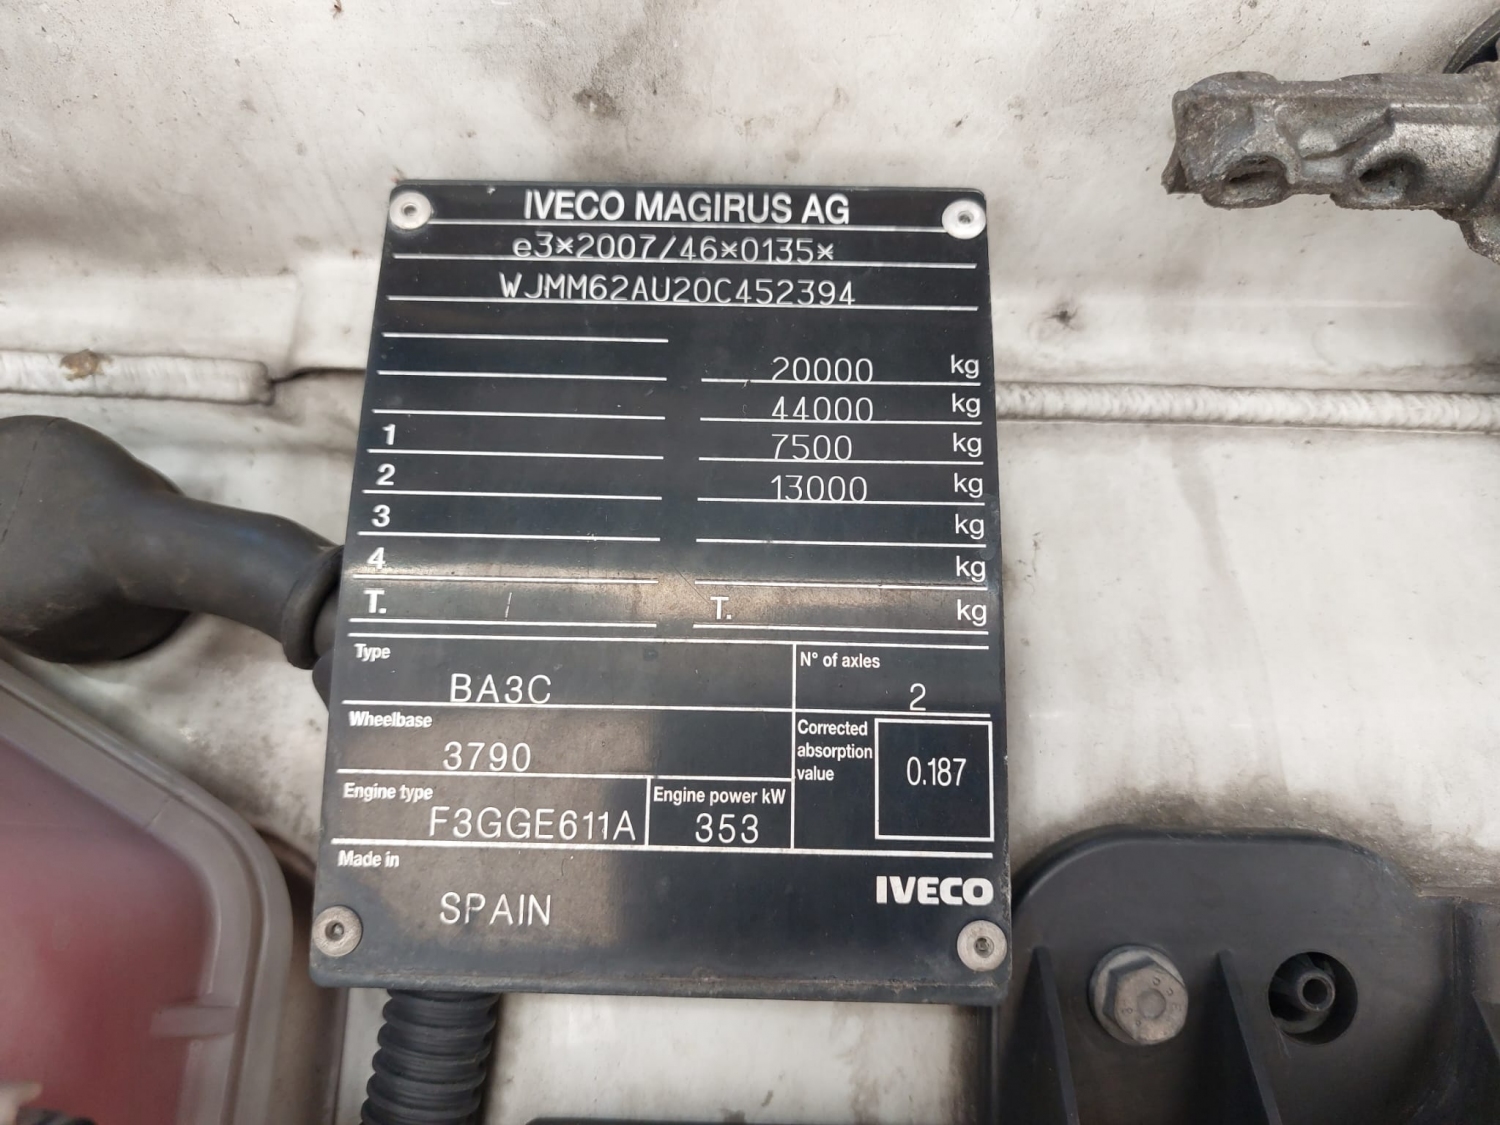 IVECO MAGIRUS AG
e3*2007/46*0135*
WJMM62AU20C452394
20000 kg
44000 kg
1 7500 kg
2 13000 kg
3 kg
4 kg
T. T. kg
Type
BA3C
N° of axles
2
Wheelbase
3790
Corrected
absorption
value
0.187
Engine type
F3GGE611A
Engine power kW
353
Made in
SPAIN
IVECO